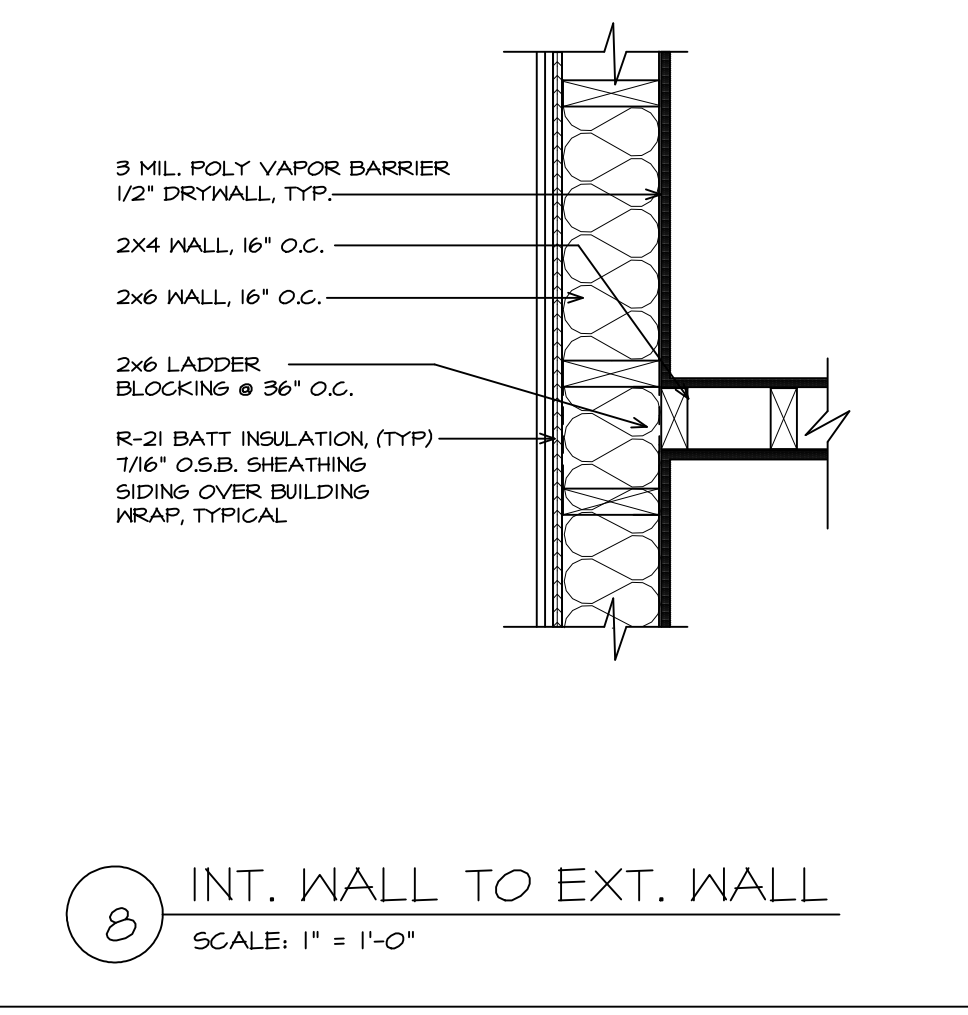 3 MIL. POLY VAPOR BARRIER
1/2" DRYWALL, TYP.
2X4 WALL, 16" O.C.
2x6 WALL, 16" O.C.
2x6 LADDER
BLOCKING @ 36" O.C.
R-21 BATT INSULATION, (TYP)
7/16" O.S.B. SHEATHING
SIDING OVER BUILDING
WRAP, TYPICAL
8
INT. WALL TO EXT. WALL
SCALE: 1" = 1'-0"